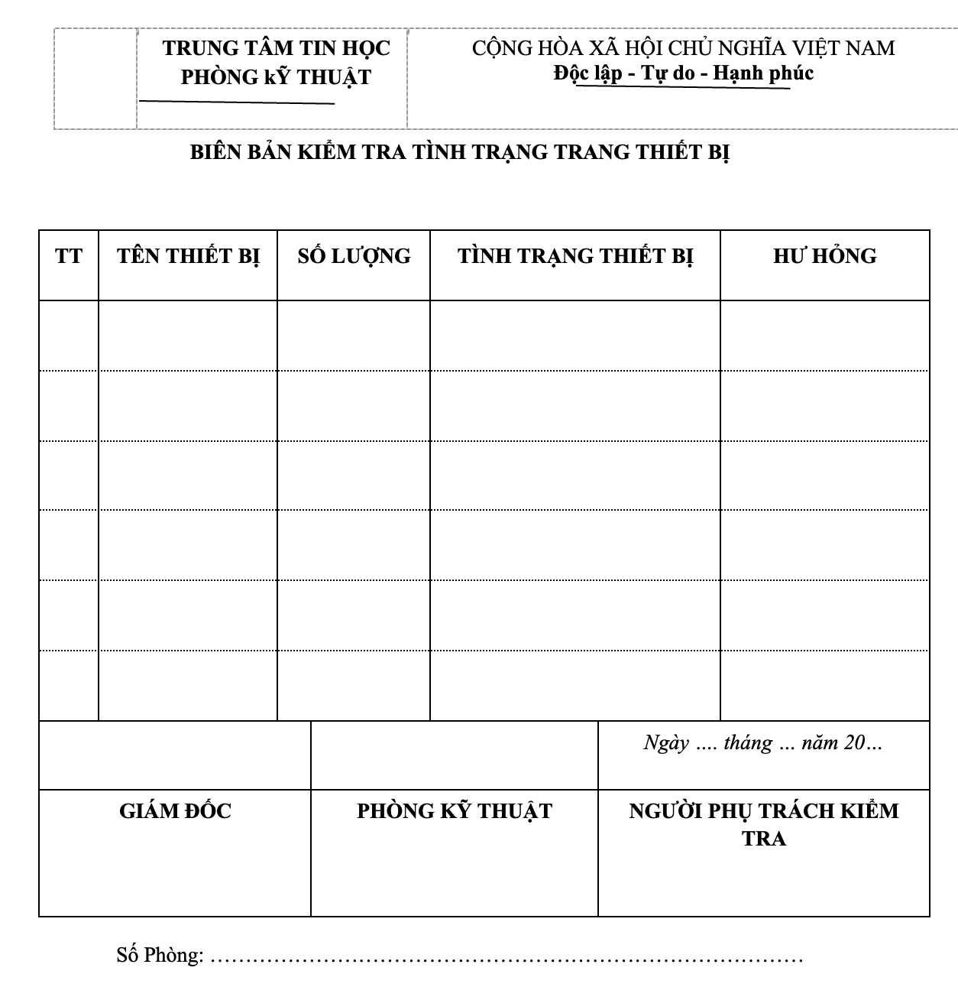 TRUNG TÂM TIN HỌC
PHÒNG kỸ THUẬT
CỘNG HÒA XÃ HỘI CHỦ NGHĨA VIỆT NAM
Độc lập - Tự do - Hạnh phúc
BIÊN BẢN KIỂM TRA TÌNH TRẠNG TRANG THIẾT BỊ
TT TÊN THIẾT BỊ SỐ LƯỢNG TÌNH TRẠNG THIẾT BỊ HƯ HỎNG
Ngày .... tháng ... năm 20...
GIÁM ĐỐC PHÒNG KỸ THUẬT NGƯỜI PHỤ TRÁCH KIỂM
TRA
Số Phòng: ……………………………………………………………………………